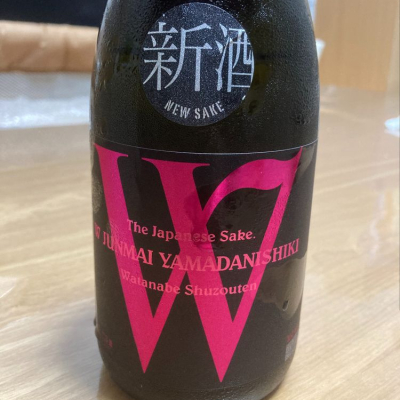 新酒
NEW SAKE
W
The Japanese Sake.
W JUNMAI YAMADANISHIKI
Watanabe Shuzouten